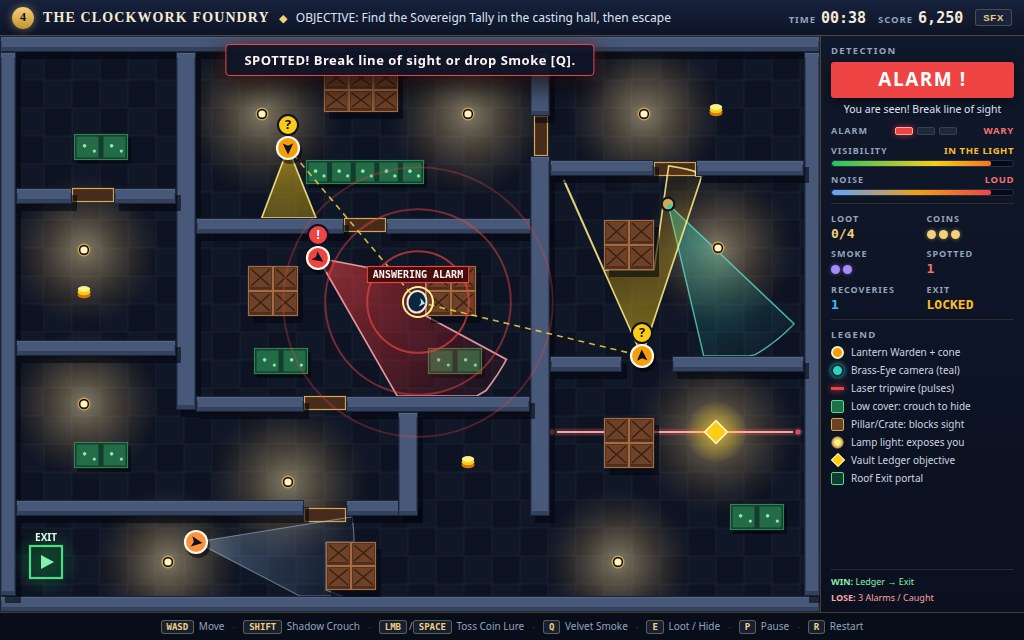 4 THE CLOCKWORK FOUNDRY ◆ OBJECTIVE: Find the Sovereign Tally in the casting hall, then escape
TIME 00:38 SCORE 6,250 SFX
SPOTTED! Break line of sight or drop Smoke [Q].
?
!
ANSWERING ALARM
?
EXIT
DETECTION
ALARM !
You are seen! Break line of sight
ALARM WARY
VISIBILITY IN THE LIGHT
NOISE LOUD
LOOT COINS
0/4
SMOKE SPOTTED
1
RECOVERIES EXIT
1 LOCKED
LEGEND
Lantern Warden + cone
Brass-Eye camera (teal)
Laser tripwire (pulses)
Low cover: crouch to hide
Pillar/Crate: blocks sight
Lamp light: exposes you
Vault Ledger objective
Roof Exit portal
WIN: Ledger → Exit
LOSE: 3 Alarms / Caught
WASD Move · SHIFT Shadow Crouch · LMB / SPACE Toss Coin Lure · Q Velvet Smoke · E Loot / Hide · P Pause · R Restart